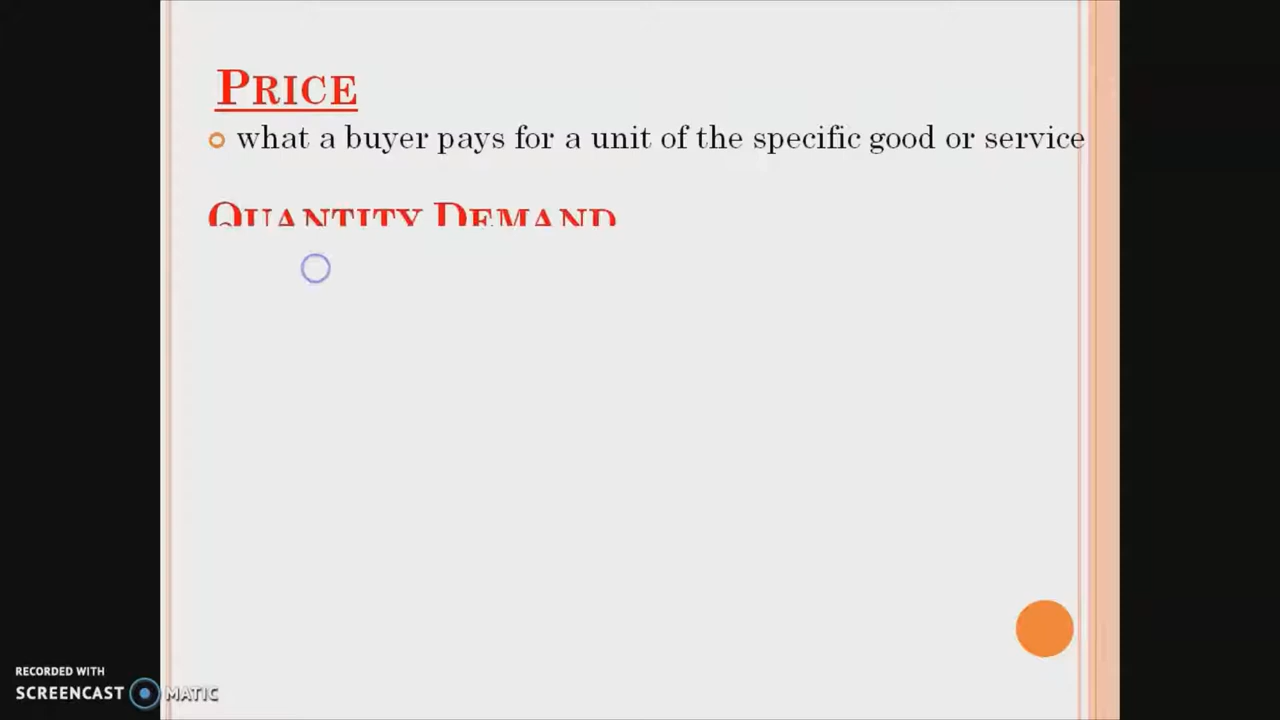 PRICE
what a buyer pays for a unit of the specific good or service
QUANTITY DEMAND
RECORDED WITH
SCREENCAST MATIC